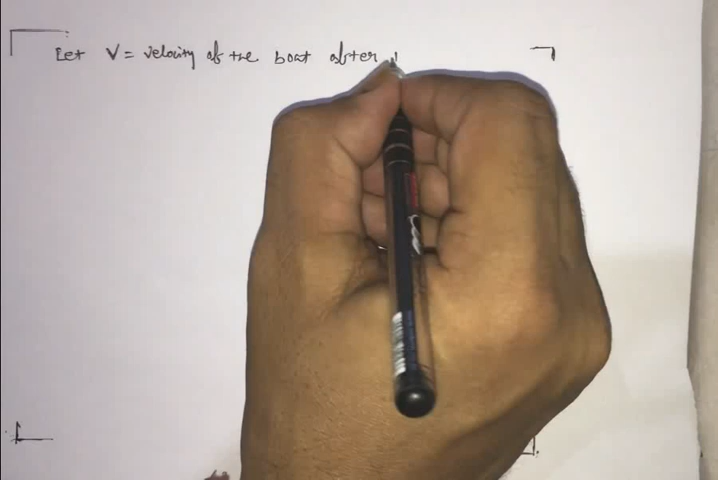 Let V = velocity of the boat after